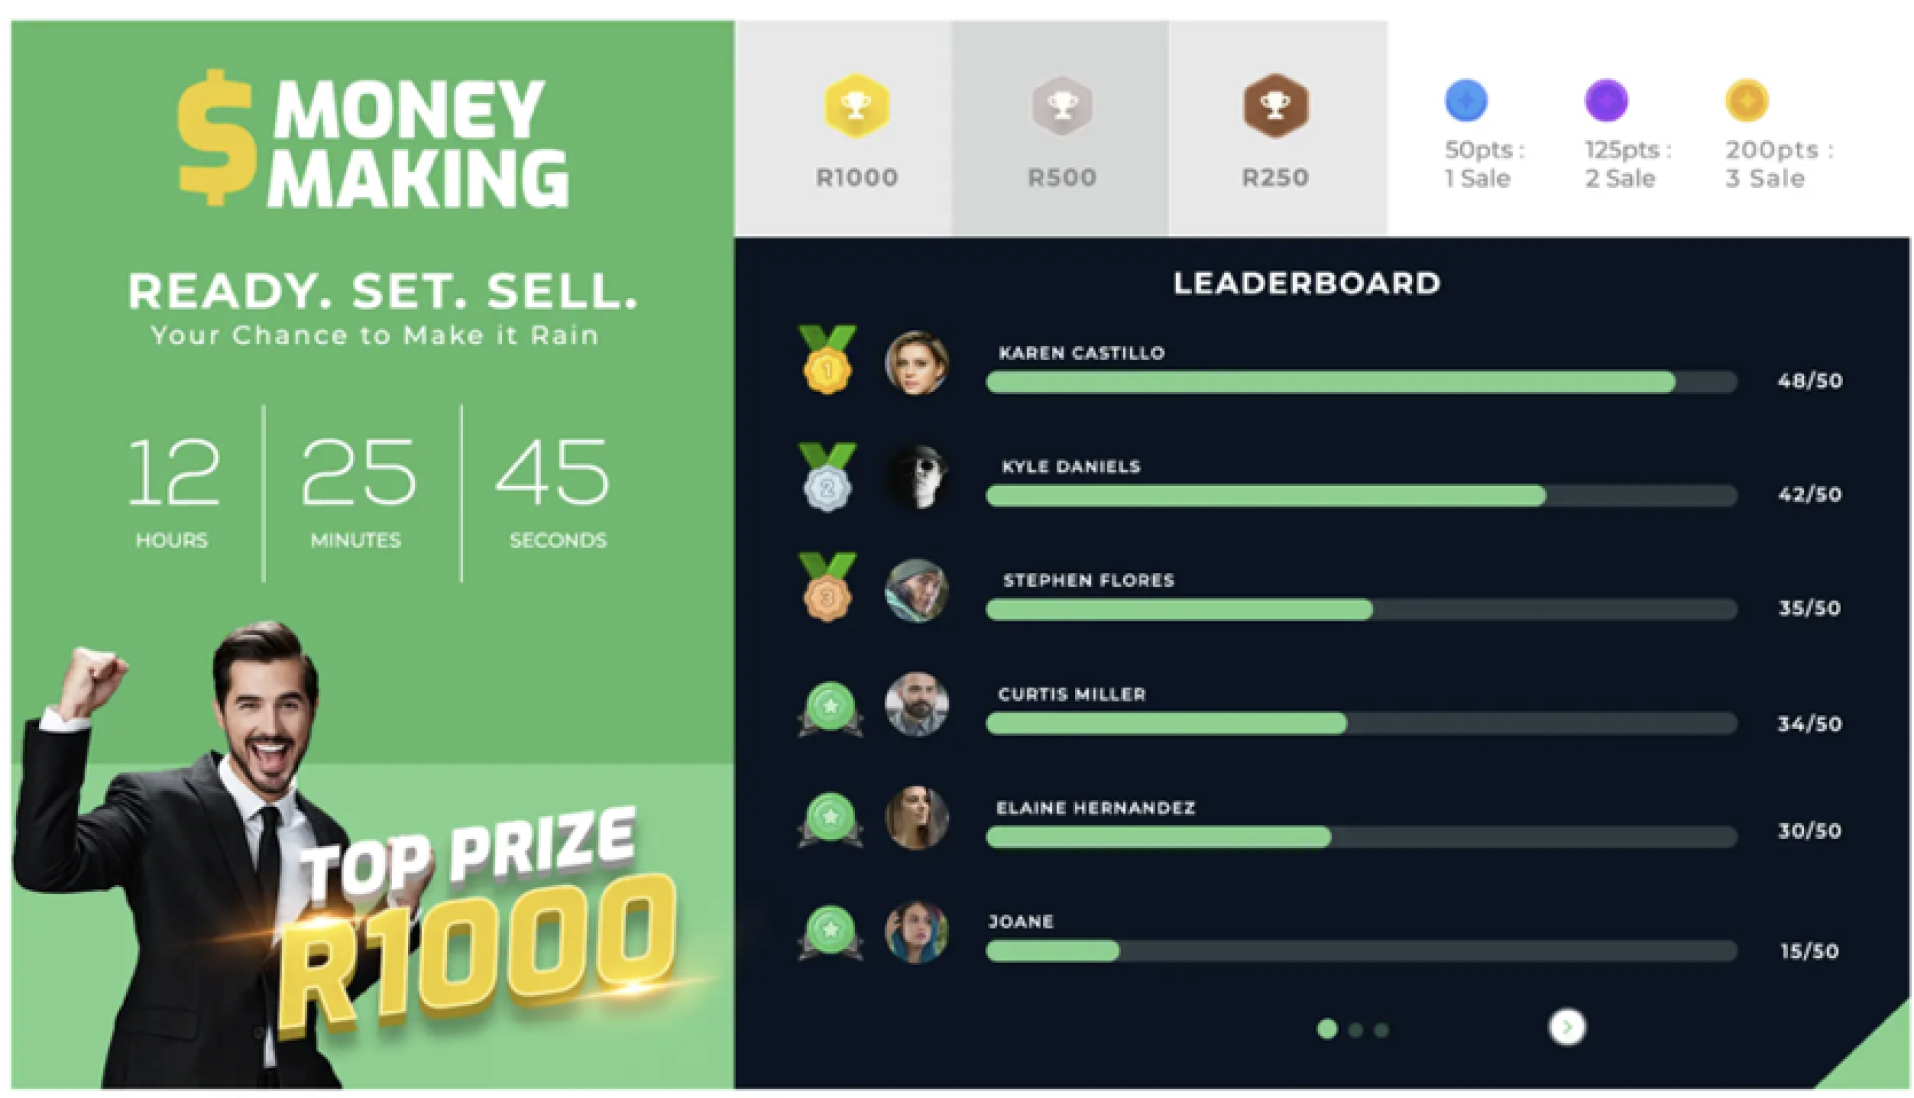 $ MONEY
MAKING
READY. SET. SELL.
Your Chance to Make it Rain
12
HOURS
25
MINUTES
45
SECONDS
TOP PRIZE
R1000
R1000
R500
R250
50pts :
1 Sale
125pts :
2 Sale
200pts :
3 Sale
LEADERBOARD
1
KAREN CASTILLO
48/50
2
KYLE DANIELS
42/50
3
STEPHEN FLORES
35/50
CURTIS MILLER
34/50
ELAINE HERNANDEZ
30/50
JOANE
15/50